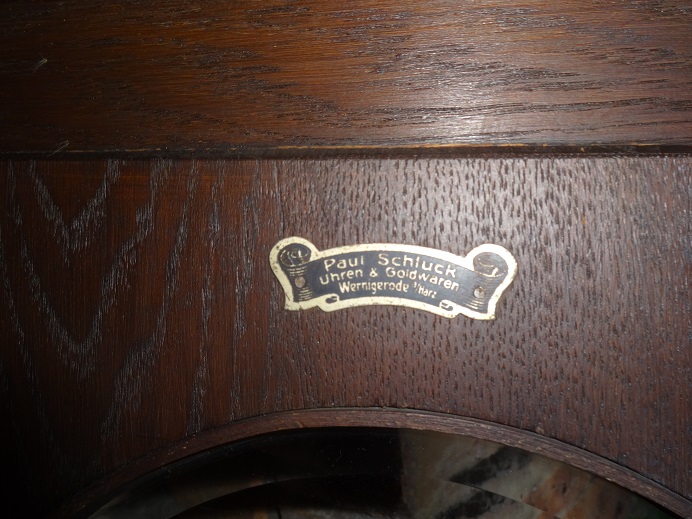 Paul Schluck
Uhren & Goldwaren
Wernigerode a/Harz